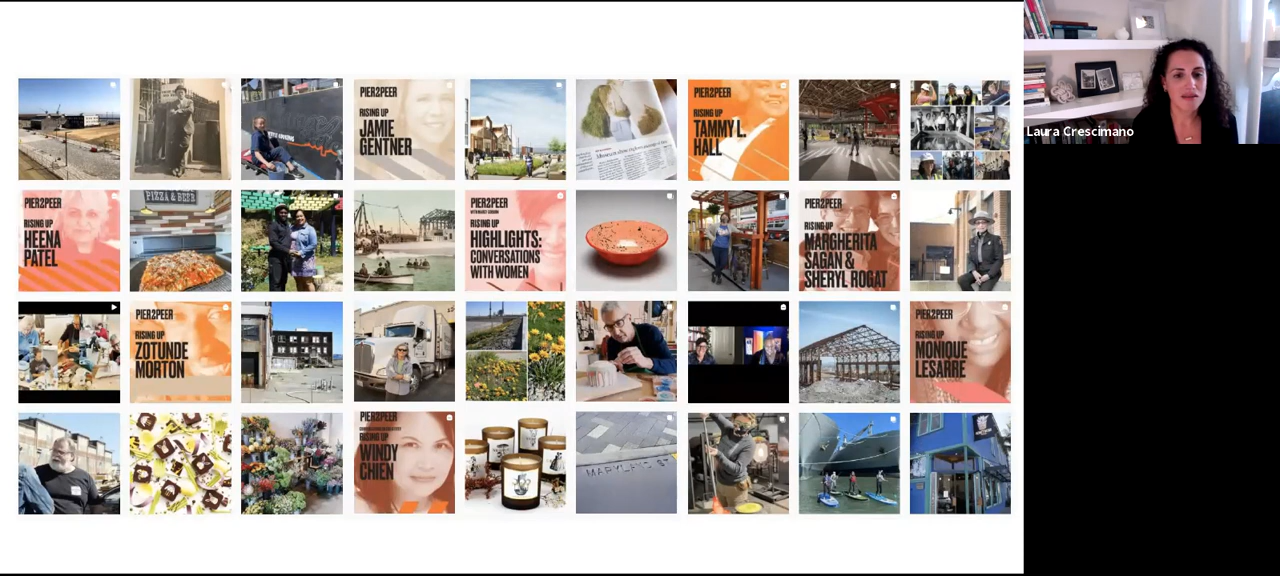 PIER2PEER
RISING UP
JAMIE
GENTNER
PIER2PEER
RISING UP
TAMMY L.
HALL
Laura Crescimano
PIER2PEER
RISING UP
HEENA
PATEL
PIZZA & BEER
PIER2PEER
RISING UP
HIGHLIGHTS:
CONVERSATIONS
WITH WOMEN
PIER2PEER
RISING UP
MARGHERITA
SAGAN &
SHERYL ROGAT
PIER2PEER
RISING UP
ZOTUNDE
MORTON
PIER2PEER
RISING UP
MONIQUE
LESARRE
PIER2PEER
RISING UP
WINDY
CHIEN
MARYLAND ST